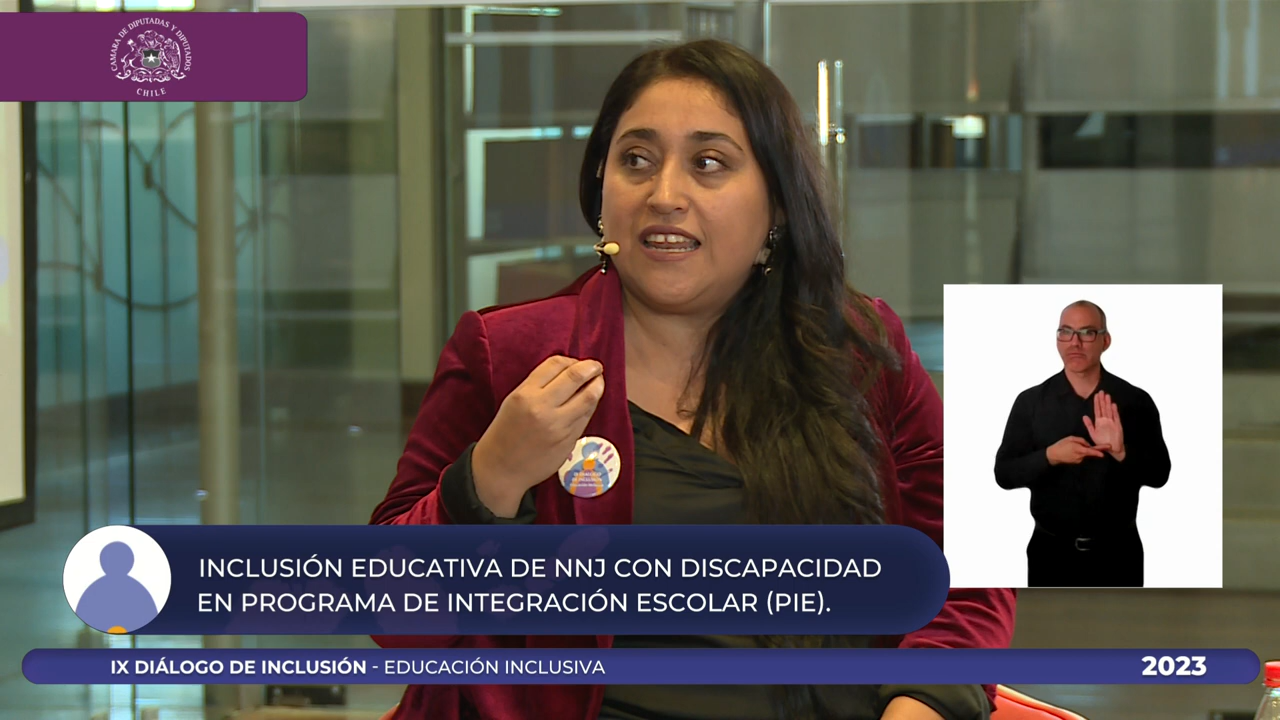 CÁMARA DE DIPUTADAS Y DIPUTADOS
CHILE
INCLUSIÓN EDUCATIVA DE NNJ CON DISCAPACIDAD
EN PROGRAMA DE INTEGRACIÓN ESCOLAR (PIE).
IX DIÁLOGO DE INCLUSIÓN - EDUCACIÓN INCLUSIVA
2023